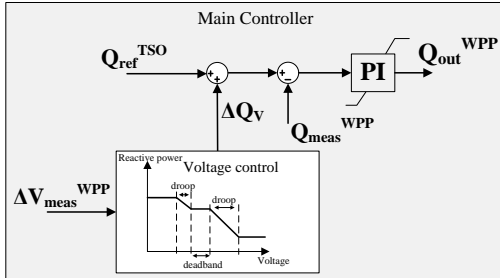 Main Controller
Q_ref^TSO
+
+
ΔQ_V
−
Q_meas^WPP
PI
Q_out^WPP
ΔV_meas^WPP
Voltage control
Reactive power
droop
droop
deadband
Voltage